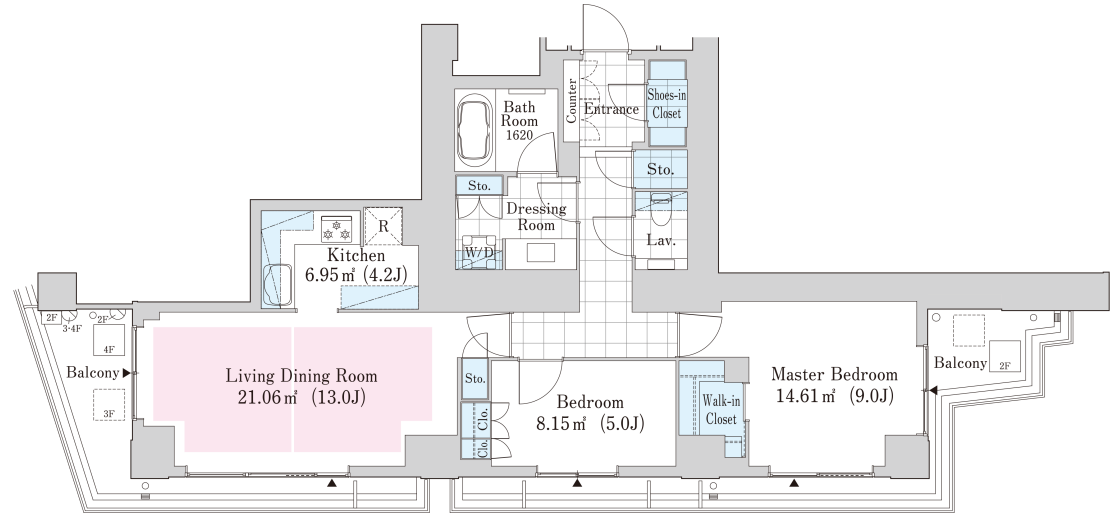 Counter
Entrance
Shoes-in
Closet
Bath
Room
1620
Sto.
Sto.
Dressing
Room
W/D
Lav.
R
Kitchen
6.95㎡ (4.2J)
2F
3·4F
2F
4F
3F
Balcony
Living Dining Room
21.06㎡ (13.0J)
Sto.
Clo.
Clo.
Bedroom
8.15㎡ (5.0J)
Walk-in
Closet
Master Bedroom
14.61㎡ (9.0J)
Balcony
2F